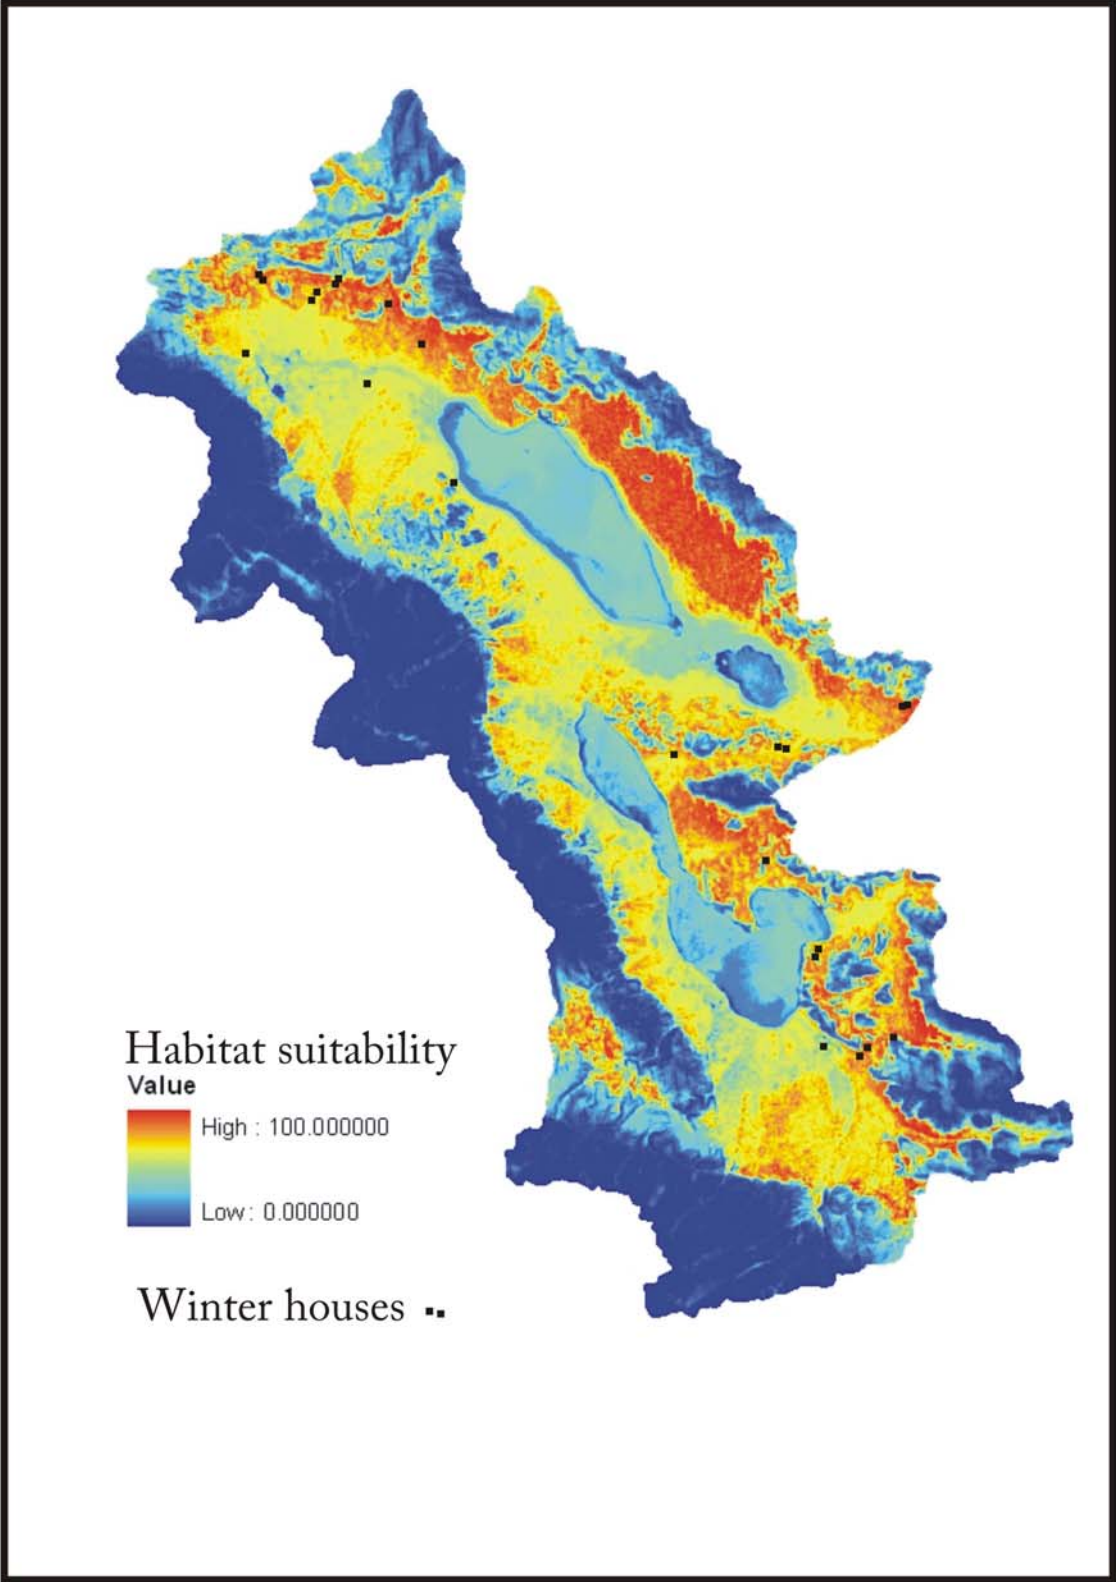 Habitat suitability
Value
High : 100.000000
Low : 0.000000
Winter houses